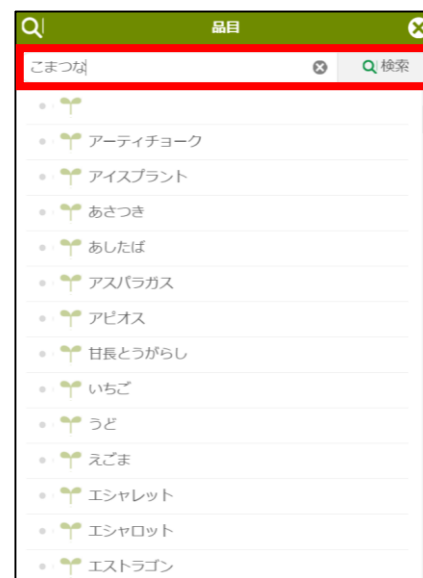 品目
こまつな
検索
アーティチョーク
アイスプラント
あさつき
あしたば
アスパラガス
アピオス
甘長とうがらし
いちご
うど
えごま
エシャレット
エシャロット
エストラゴン